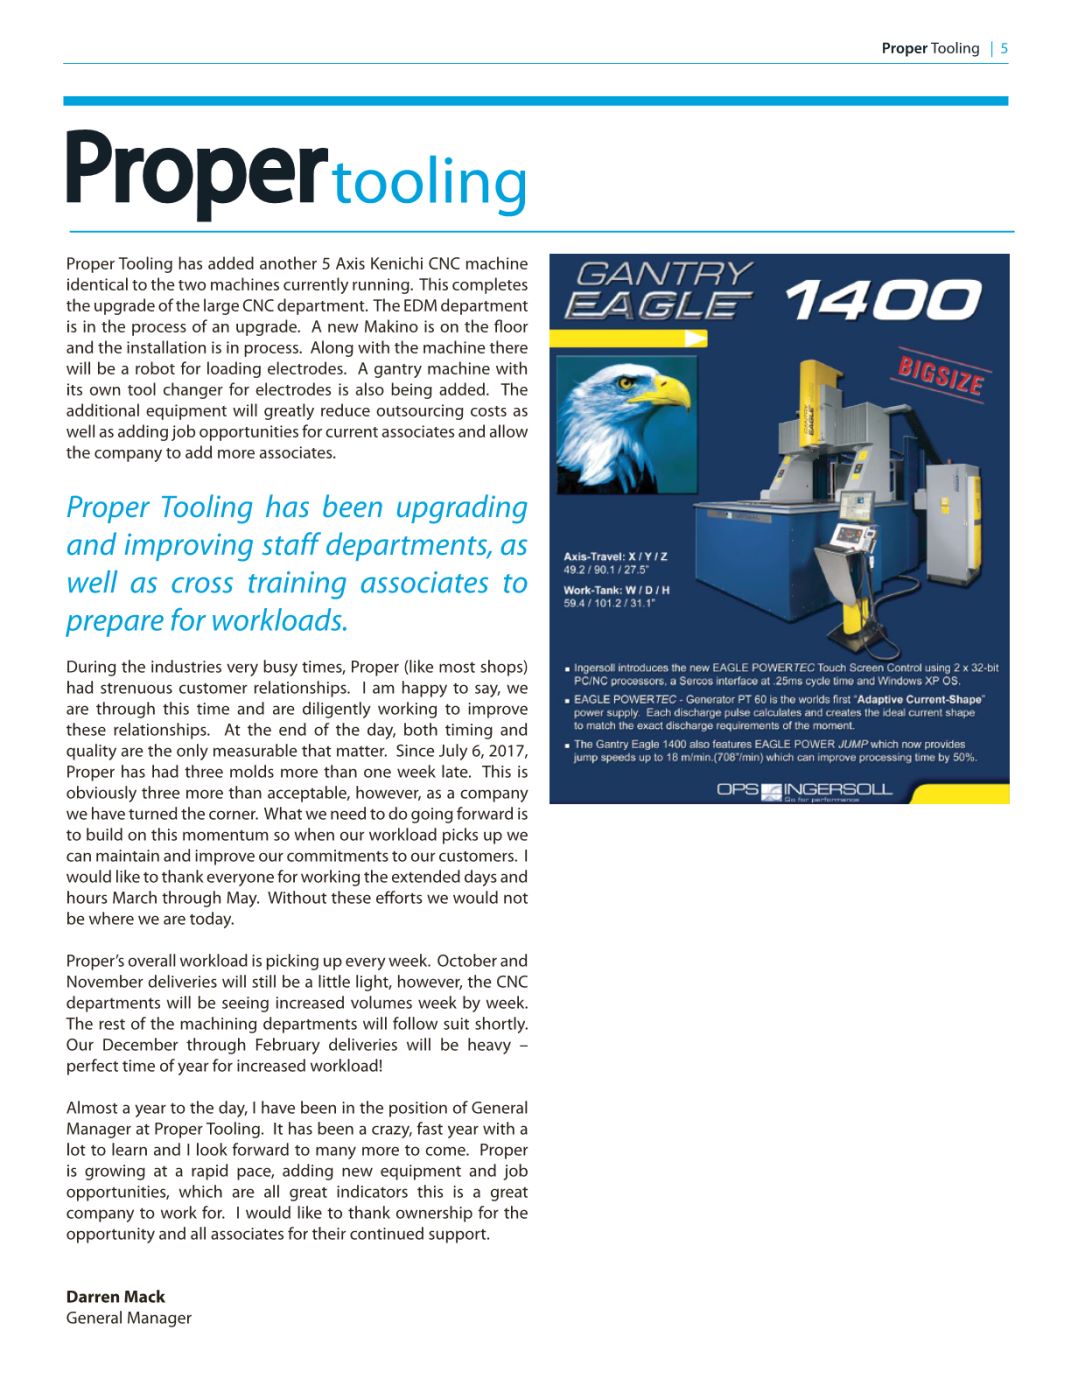 Proper Tooling | 5
Proper tooling
Proper Tooling has added another 5 Axis Kenichi CNC machine
identical to the two machines currently running. This completes
the upgrade of the large CNC department. The EDM department
is in the process of an upgrade. A new Makino is on the floor
and the installation is in process. Along with the machine there
will be a robot for loading electrodes. A gantry machine with
its own tool changer for electrodes is also being added. The
additional equipment will greatly reduce outsourcing costs as
well as adding job opportunities for current associates and allow
the company to add more associates.
Proper Tooling has been upgrading
and improving staff departments, as
well as cross training associates to
prepare for workloads.
During the industries very busy times, Proper (like most shops)
had strenuous customer relationships. I am happy to say, we
are through this time and are diligently working to improve
these relationships. At the end of the day, both timing and
quality are the only measurable that matter. Since July 6, 2017,
Proper has had three molds more than one week late. This is
obviously three more than acceptable, however, as a company
we have turned the corner. What we need to do going forward is
to build on this momentum so when our workload picks up we
can maintain and improve our commitments to our customers. I
would like to thank everyone for working the extended days and
hours March through May. Without these efforts we would not
be where we are today.
Proper's overall workload is picking up every week. October and
November deliveries will still be a little light, however, the CNC
departments will be seeing increased volumes week by week.
The rest of the machining departments will follow suit shortly.
Our December through February deliveries will be heavy –
perfect time of year for increased workload!
Almost a year to the day, I have been in the position of General
Manager at Proper Tooling. It has been a crazy, fast year with a
lot to learn and I look forward to many more to come. Proper
is growing at a rapid pace, adding new equipment and job
opportunities, which are all great indicators this is a great
company to work for. I would like to thank ownership for the
opportunity and all associates for their continued support.
Darren Mack
General Manager
GANTRY
EAGLE 1400
BIGSIZE
GANTRY
EAGLE
Axis-Travel: X / Y / Z
49.2 / 90.1 / 27.5"
Work-Tank: W / D / H
59.4 / 101.2 / 31.1"
▪ Ingersoll introduces the new EAGLE POWERTEC Touch Screen Control using 2 x 32-bit
PC/NC processors, a Sercos interface at .25ms cycle time and Windows XP OS.
▪ EAGLE POWERTEC - Generator PT 60 is the worlds first "Adaptive Current-Shape"
power supply. Each discharge pulse calculates and creates the ideal current shape
to match the exact discharge requirements of the moment.
▪ The Gantry Eagle 1400 also features EAGLE POWER JUMP which now provides
jump speeds up to 18 m/min.(708"/min) which can improve processing time by 50%.
OPS INGERSOLL
Go for performance